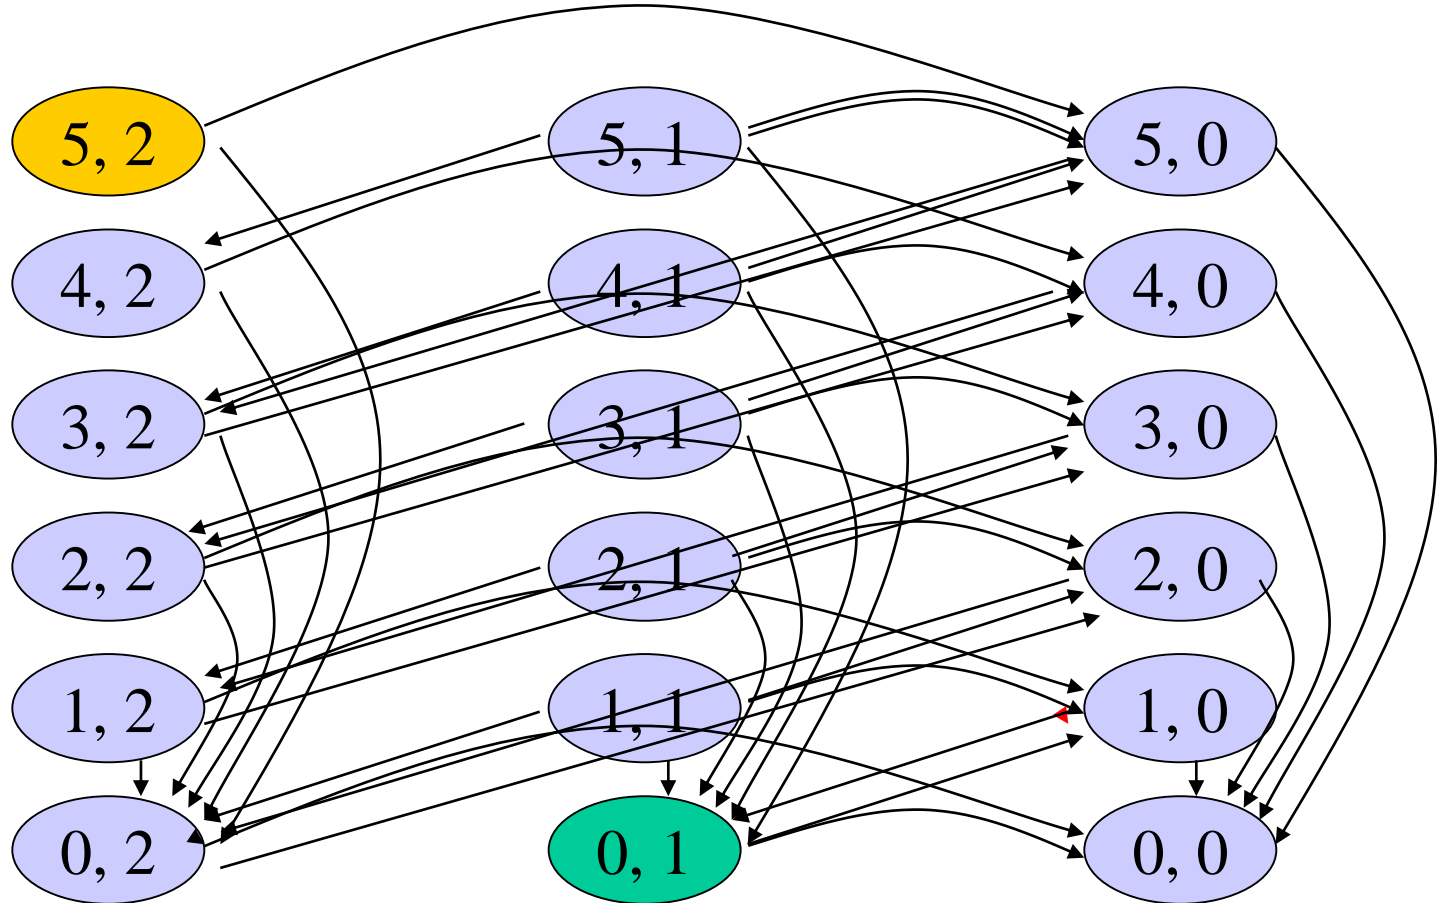 5, 2 5, 1 5, 0
4, 2 4, 1 4, 0
3, 2 3, 1 3, 0
2, 2 2, 1 2, 0
1, 2 1, 1 1, 0
0, 2 0, 1 0, 0